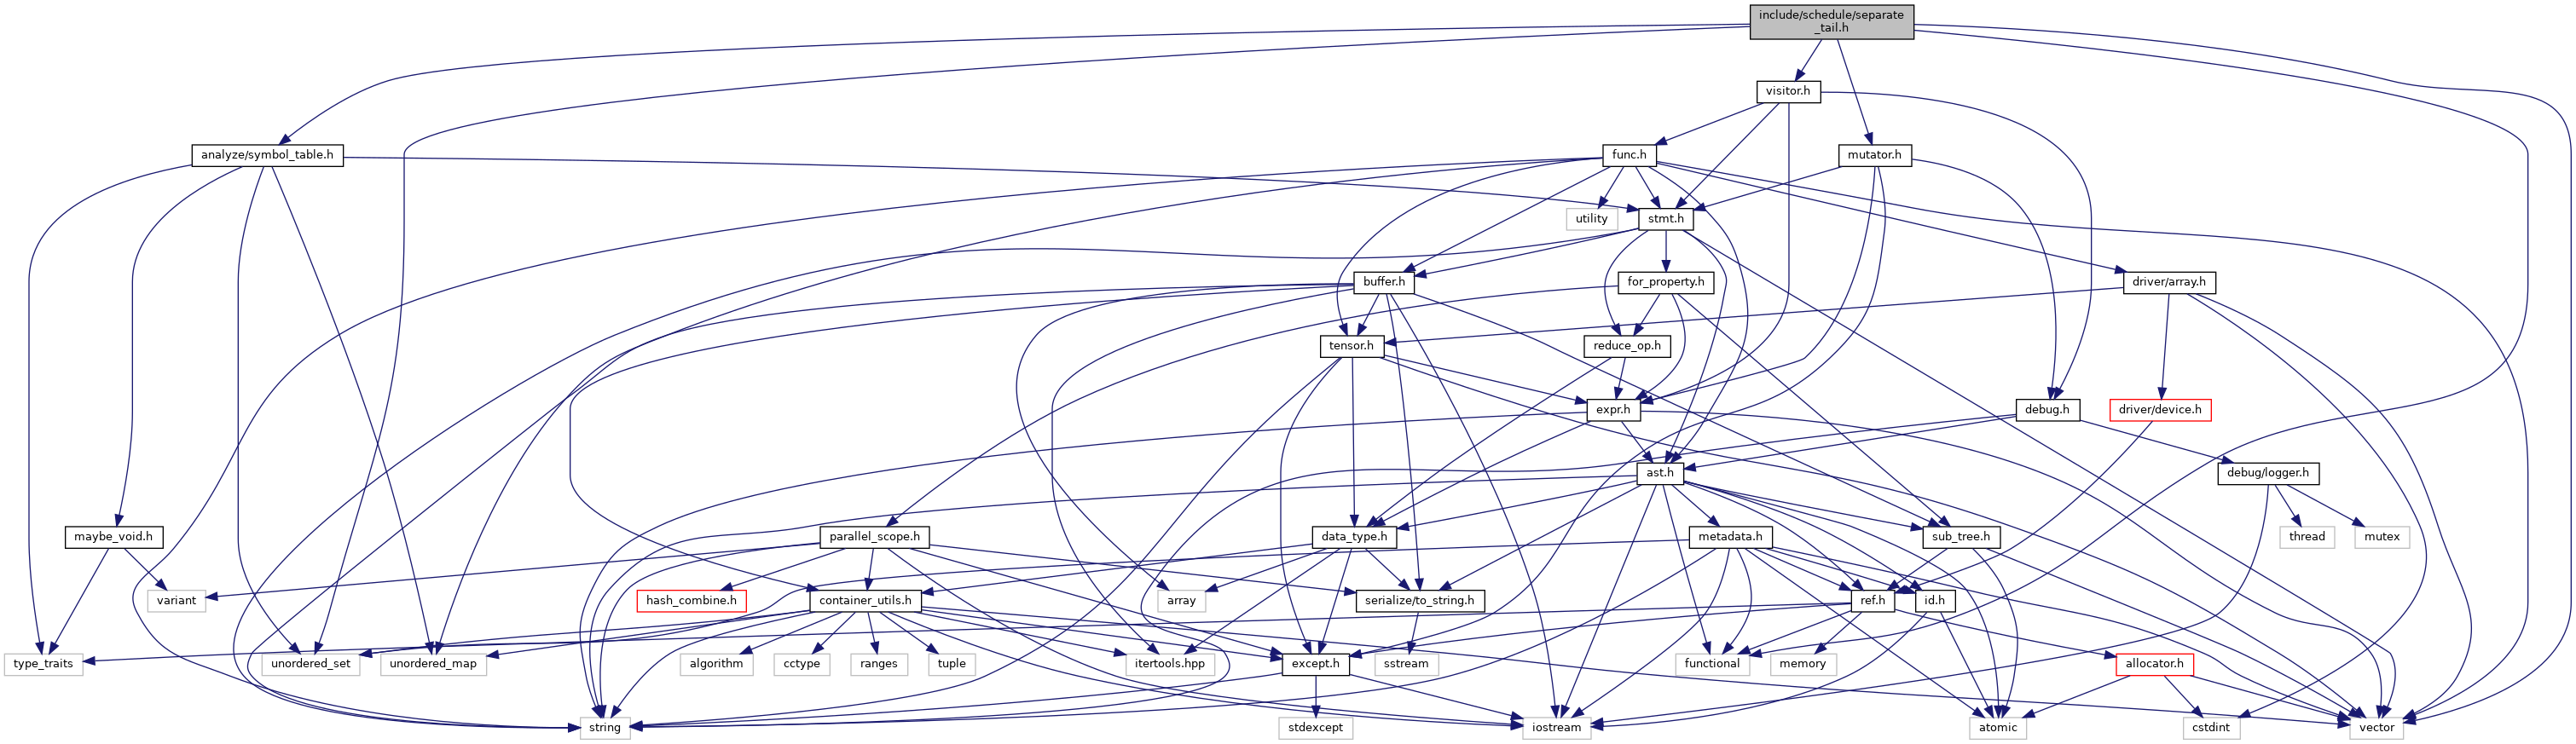 include/schedule/separate
_tail.h
visitor.h
analyze/symbol_table.h
func.h
mutator.h
utility
stmt.h
buffer.h
for_property.h
driver/array.h
tensor.h
reduce_op.h
expr.h
debug.h
driver/device.h
ast.h
debug/logger.h
maybe_void.h
parallel_scope.h
data_type.h
metadata.h
sub_tree.h
thread
mutex
variant
hash_combine.h
container_utils.h
array
serialize/to_string.h
ref.h
id.h
type_traits
unordered_set
unordered_map
algorithm
cctype
ranges
tuple
itertools.hpp
except.h
sstream
functional
memory
allocator.h
string
stdexcept
iostream
atomic
cstdint
vector